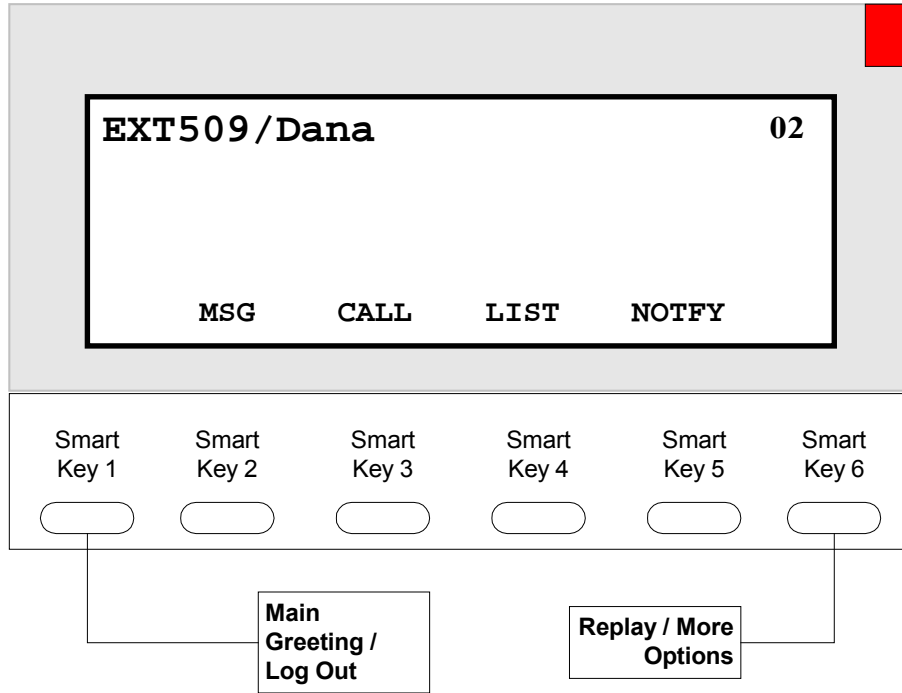 EXT509/Dana 02
MSG CALL LIST NOTFY
Smart Smart Smart Smart Smart Smart
Key 1 Key 2 Key 3 Key 4 Key 5 Key 6
Main
Greeting /
Log Out
Replay / More
Options